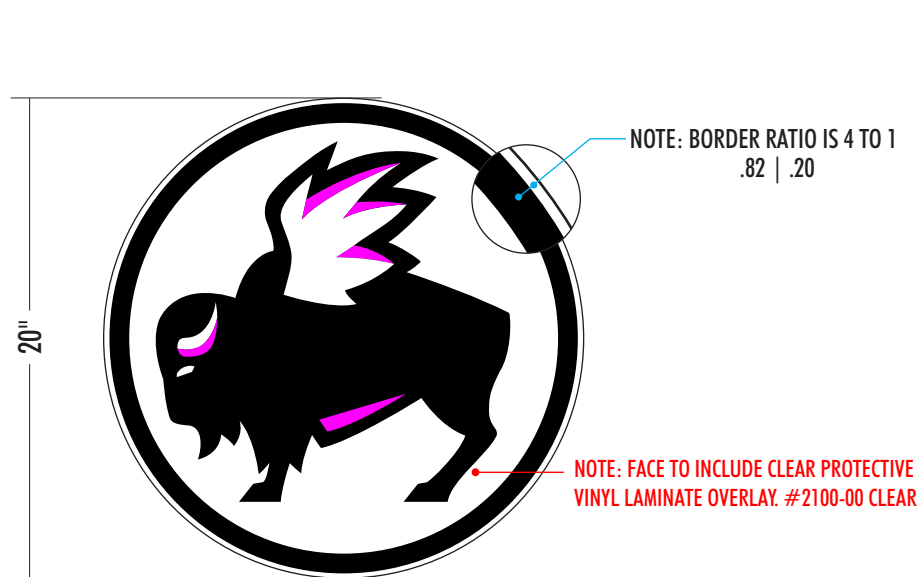 NOTE: BORDER RATIO IS 4 TO 1
.82 | .20
20"
NOTE: FACE TO INCLUDE CLEAR PROTECTIVE
VINYL LAMINATE OVERLAY. #2100-00 CLEAR